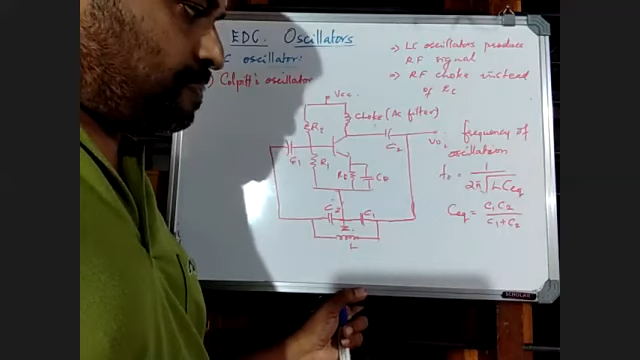 EDC. Oscillators
C oscillator:
Colpitt's oscillator
Vcc
choke (AC filter)
R2
C2
Vo
C1
R1
RE
CE
C2
C1
L
⇒ LC oscillators produce
RF signal
⇒ RF choke instead
of Rc
frequency of
oscillation
fo = 1 / 2π√LCeq
Ceq = C1C2 / C1+C2
SCHOLAR